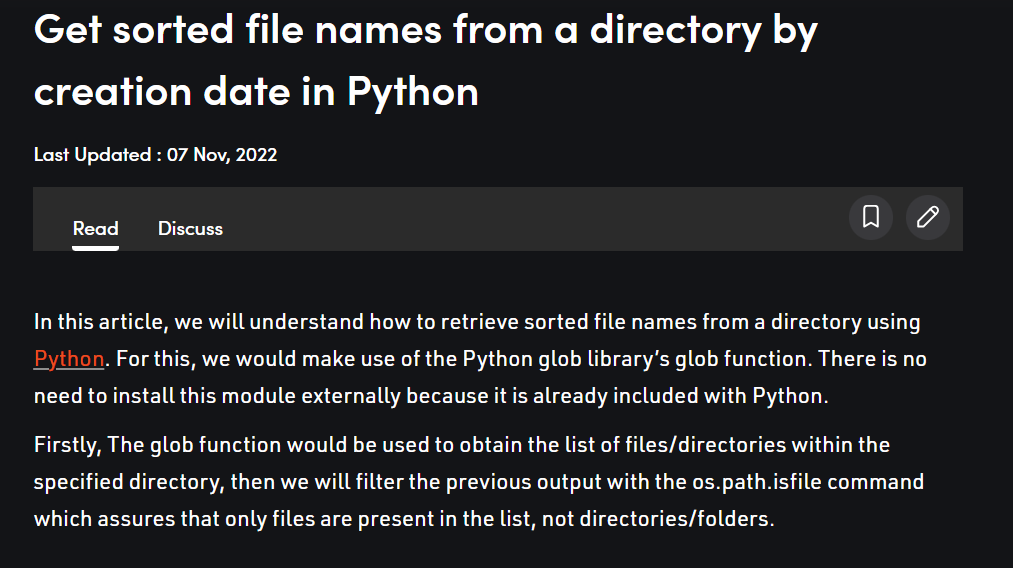 Get sorted file names from a directory by
creation date in Python
Last Updated : 07 Nov, 2022
Read Discuss
In this article, we will understand how to retrieve sorted file names from a directory using
Python. For this, we would make use of the Python glob library’s glob function. There is no
need to install this module externally because it is already included with Python.
Firstly, The glob function would be used to obtain the list of files/directories within the
specified directory, then we will filter the previous output with the os.path.isfile command
which assures that only files are present in the list, not directories/folders.